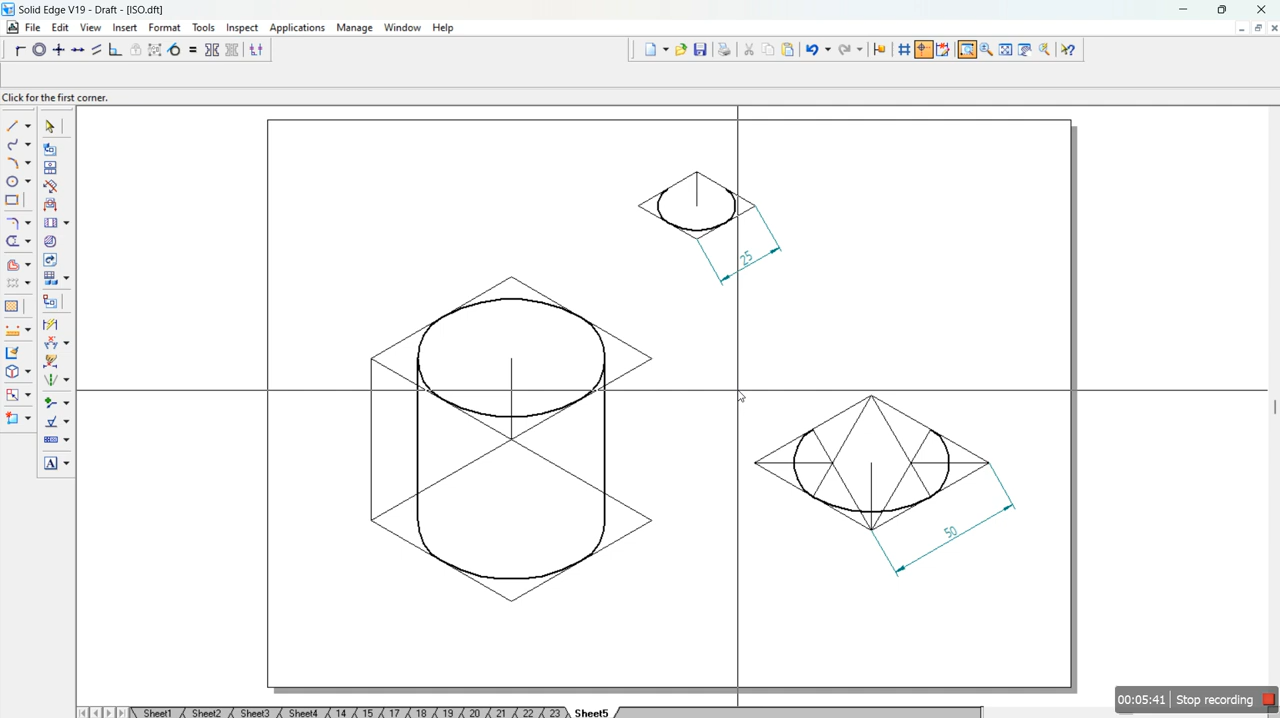 Solid Edge V19 - Draft - [ISO.dft]
File Edit View Insert Format Tools Inspect Applications Manage Window Help
Click for the first corner.
25
50
A
00:05:41 Stop recording
Sheet1 Sheet2 Sheet3 Sheet4 14 15 17 18 19 20 21 22 23 Sheet5